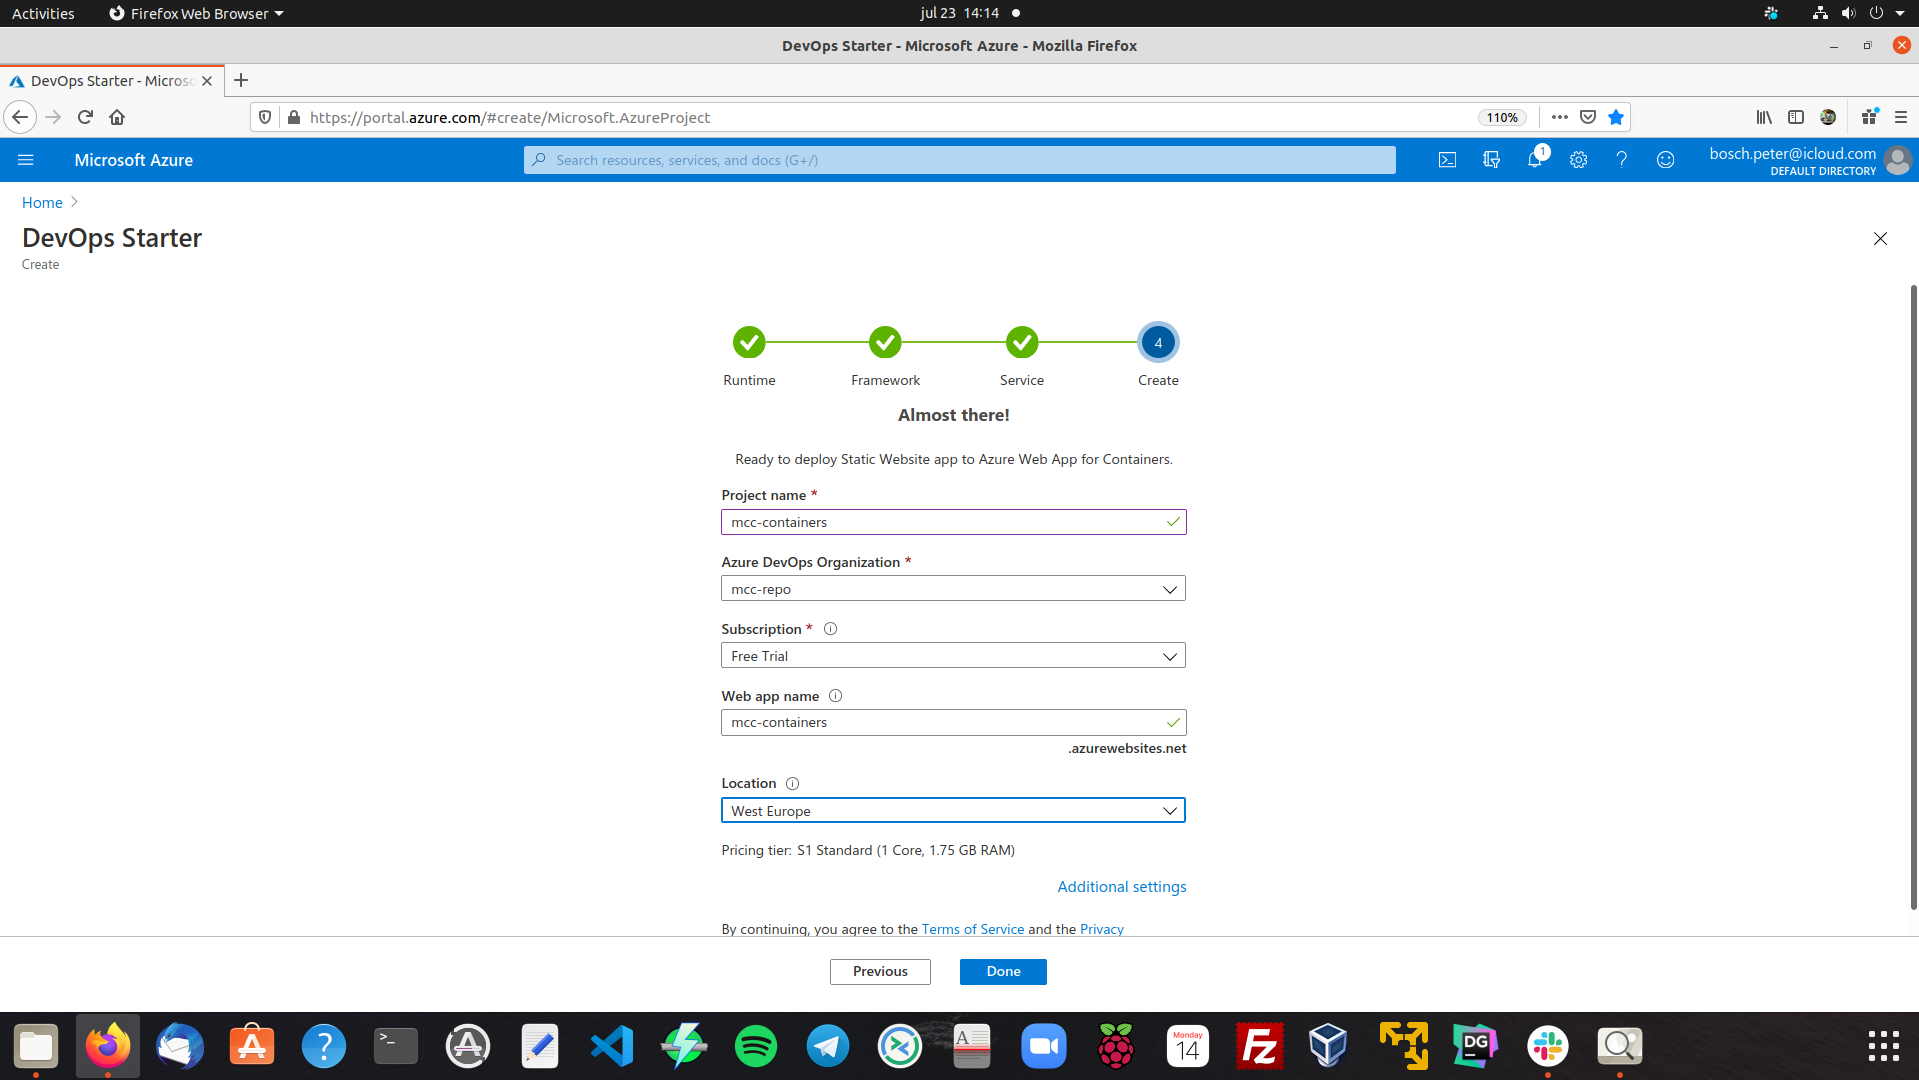 Activities
Firefox Web Browser
jul 23 14:14
DevOps Starter - Microsoft Azure - Mozilla Firefox
DevOps Starter - Microso
https://portal.azure.com/#create/Microsoft.AzureProject
110%
Microsoft Azure
Search resources, services, and docs (G+/)
1
bosch.peter@icloud.com
DEFAULT DIRECTORY
Home
DevOps Starter
Create
4
Runtime
Framework
Service
Create
Almost there!
Ready to deploy Static Website app to Azure Web App for Containers.
Project name *
mcc-containers
Azure DevOps Organization *
mcc-repo
Subscription *
Free Trial
Web app name
mcc-containers
.azurewebsites.net
Location
West Europe
Pricing tier: S1 Standard (1 Core, 1.75 GB RAM)
Additional settings
By continuing, you agree to the Terms of Service and the Privacy
Previous
Done
Monday
14
DG